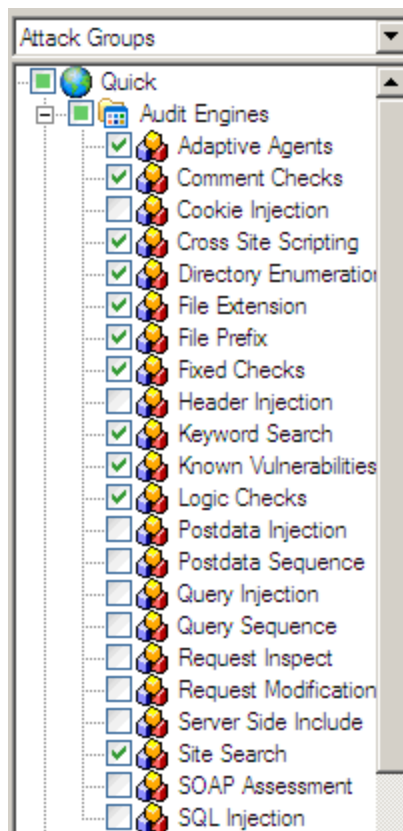 Attack Groups
Quick
Audit Engines
Adaptive Agents
Comment Checks
Cookie Injection
Cross Site Scripting
Directory Enumeration
File Extension
File Prefix
Fixed Checks
Header Injection
Keyword Search
Known Vulnerabilities
Logic Checks
Postdata Injection
Postdata Sequence
Query Injection
Query Sequence
Request Inspect
Request Modification
Server Side Include
Site Search
SOAP Assessment
SQL Injection